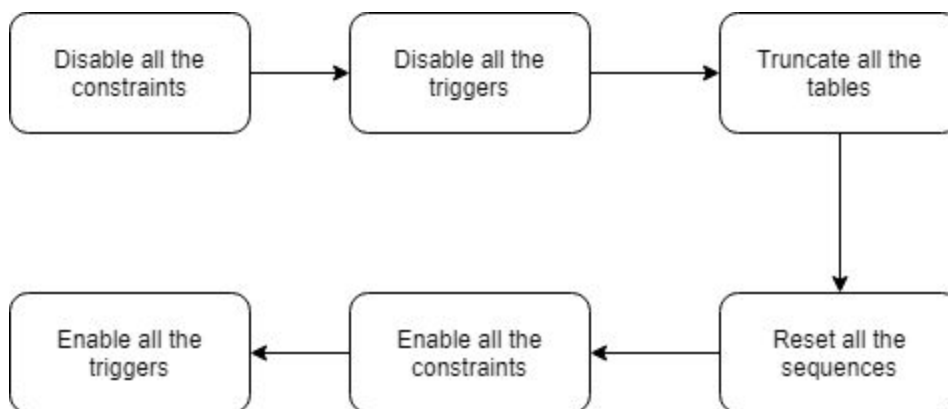 Disable all the
constraints
Disable all the
triggers
Truncate all the
tables
Reset all the
sequences
Enable all the
constraints
Enable all the
triggers